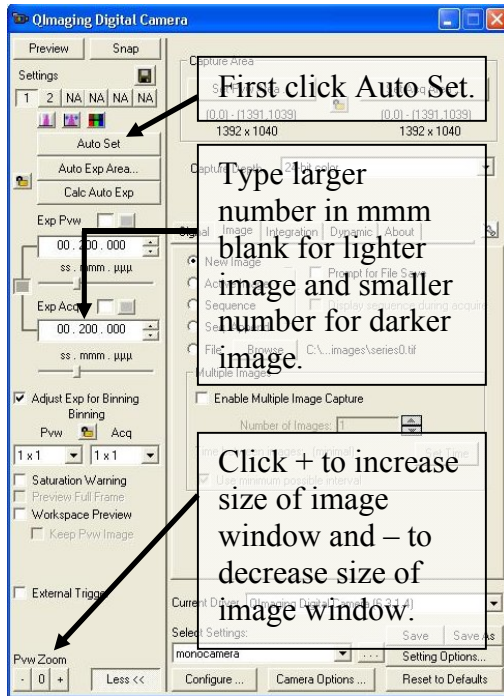 QImaging Digital Camera
Preview Snap
Settings
1 2 NA NA NA NA
Auto Set
Auto Exp Area...
Calc Auto Exp
Exp Pvw
00 . 200 . 000
ss . mmm . µµµ
Exp Acq
00 . 200 . 000
ss . mmm . µµµ
Adjust Exp for Binning
Binning
Pvw Acq
1 x 1 1 x 1
Saturation Warning
Preview Full Frame
Workspace Preview
Keep Pvw Image
External Trigger
Pvw Zoom
- 0 + Less <<
Capture Area
First click Auto Set.
(0,0) - (1391,1039) (0,0) - (1391,1039)
1392 x 1040 1392 x 1040
Capture Depth 24-bit color
Type larger
number in mmm
blank for lighter
image and smaller
number for darker
image.
Signal Image Integration Dynamic About
New Image
Prompt for File Save
Sequence Display sequence during acquire
File Browse C:\...images\series0.tif
Multiple Images
Enable Multiple Image Capture
Number of Images: 1
Set Time
Use minimum possible interval
Click + to increase
size of image
window and – to
decrease size of
image window.
Current Driver QImaging Digital Camera (6.3.1.4)
Select Settings: Save Save As
monocamera ... Setting Options...
Configure ... Camera Options ... Reset to Defaults